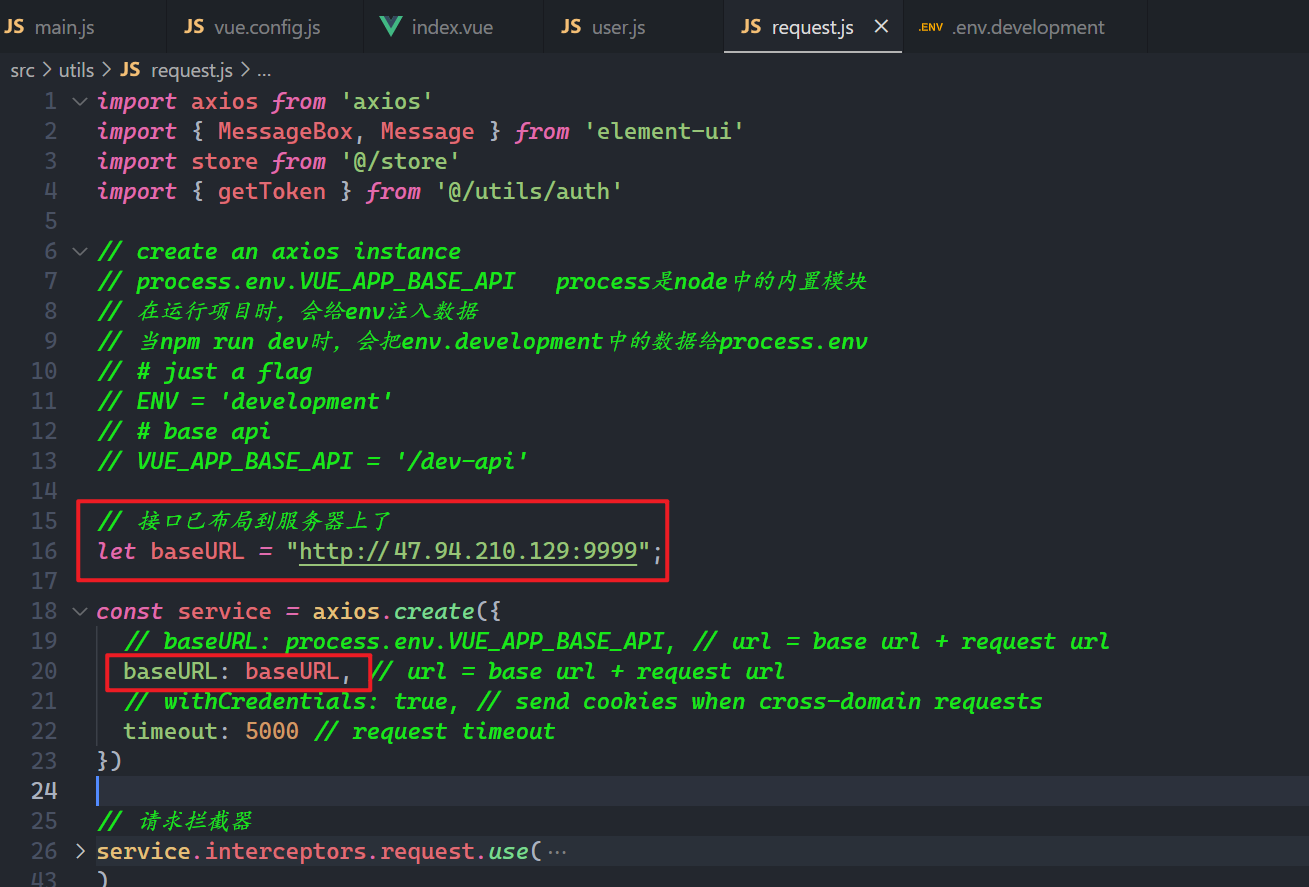 JS main.js JS vue.config.js index.vue JS user.js JS request.js × .ENV .env.development
src > utils > JS request.js > ...
1 import axios from 'axios'
2 import { MessageBox, Message } from 'element-ui'
3 import store from '@/store'
4 import { getToken } from '@/utils/auth'
5
6 // create an axios instance
7 // process.env.VUE_APP_BASE_API   process是node中的内置模块
8 // 在运行项目时，会给env注入数据
9 // 当npm run dev时，会把env.development中的数据给process.env
10 // # just a flag
11 // ENV = 'development'
12 // # base api
13 // VUE_APP_BASE_API = '/dev-api'
14
15 // 接口已布局到服务器上了
16 let baseURL = "http://47.94.210.129:9999";
17
18 const service = axios.create({
19   // baseURL: process.env.VUE_APP_BASE_API, // url = base url + request url
20   baseURL: baseURL, // url = base url + request url
21   // withCredentials: true, // send cookies when cross-domain requests
22   timeout: 5000 // request timeout
23 })
24
25 // 请求拦截器
26 service.interceptors.request.use(…
43 )